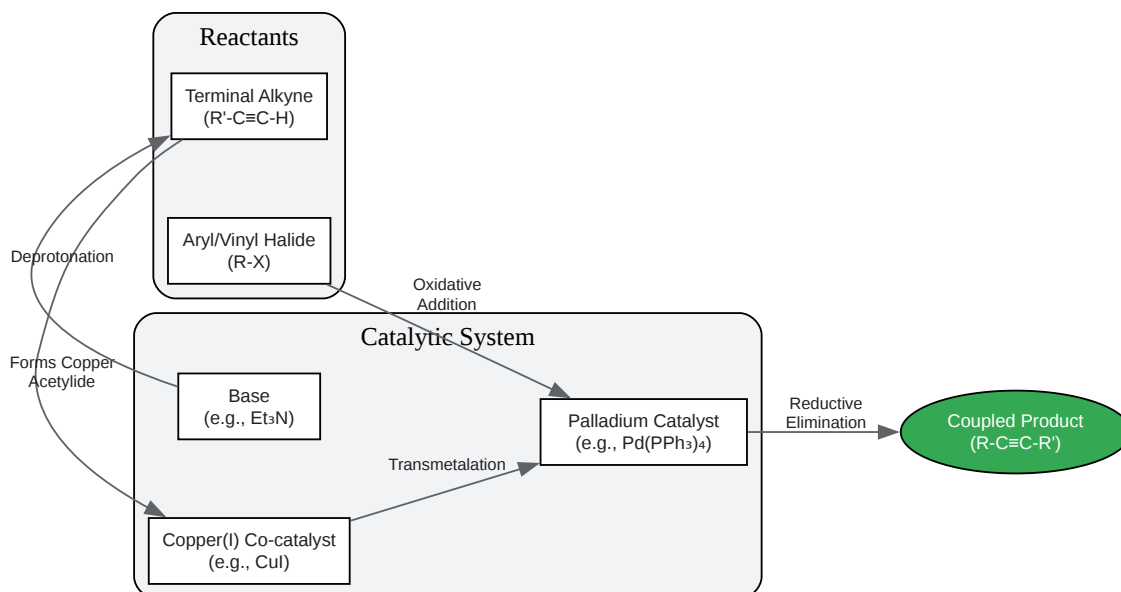 Reactants
Terminal Alkyne
(R'-C≡C-H)
Aryl/Vinyl Halide
(R-X)
Deprotonation
Oxidative
Addition
Catalytic System
Forms Copper
Acetylide
Base
(e.g., Et₃N)
Palladium Catalyst
(e.g., Pd(PPh₃)₄)
Reductive
Elimination
Coupled Product
(R-C≡C-R')
Transmetalation
Copper(I) Co-catalyst
(e.g., CuI)